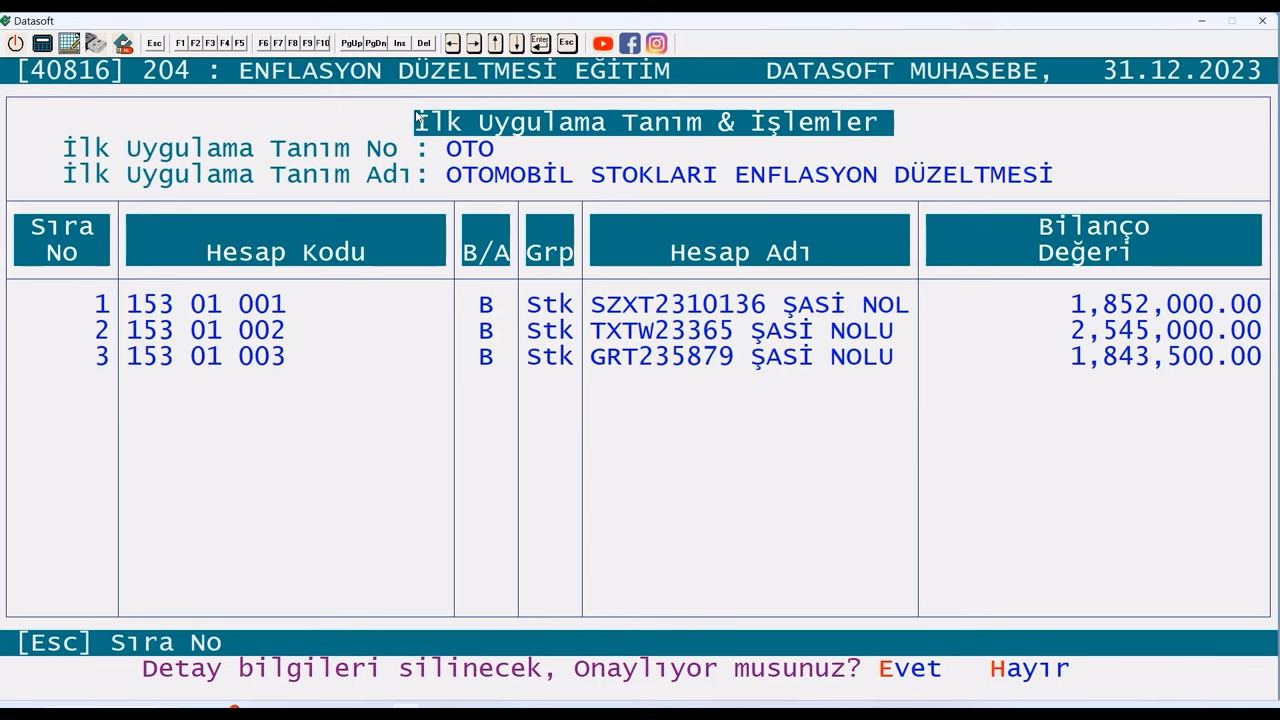 Datasoft
Esc F1 F2 F3 F4 F5 F6 F7 F8 F9 F10 PgUp PgDn Ins Del Enter Esc
[40816] 204 : ENFLASYON DÜZELTMESİ EĞİTİM DATASOFT MUHASEBE, 31.12.2023
İlk Uygulama Tanım & İşlemler
İlk Uygulama Tanım No : OTO
İlk Uygulama Tanım Adı: OTOMOBİL STOKLARI ENFLASYON DÜZELTMESİ
Sıra Bilanço
No Hesap Kodu B/A Grp Hesap Adı Değeri
1 153 01 001 B Stk SZXT2310136 ŞASİ NOL 1,852,000.00
2 153 01 002 B Stk TXTW23365 ŞASİ NOLU 2,545,000.00
3 153 01 003 B Stk GRT235879 ŞASİ NOLU 1,843,500.00
[Esc] Sıra No
Detay bilgileri silinecek, Onaylıyor musunuz? Evet Hayır